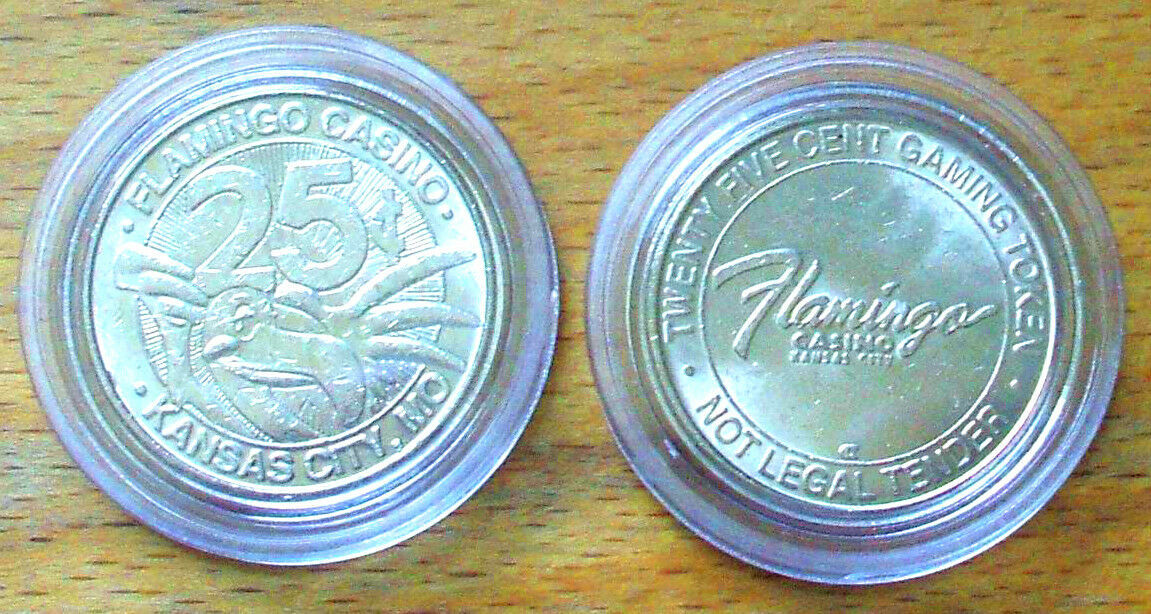 · FLAMINGO CASINO ·
25¢
KANSAS CITY, MO
TWENTY FIVE CENT GAMING TOKEN
Flamingo
CASINO
KANSAS CITY
· NOT LEGAL TENDER ·